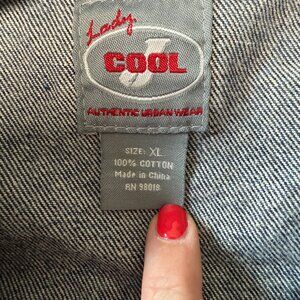 Lady
J
COOL
AUTHENTIC URBAN WEAR
SIZE: XL
100% COTTON
Made in China
RN 98018